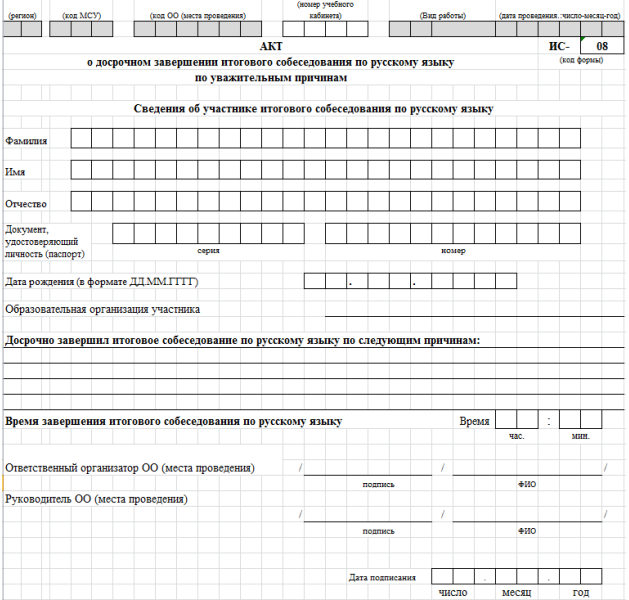 (номер учебного
(регион) (код МСУ) (код ОО (места проведения) кабинета) (Вид работы) (дата проведения.:число-месяц-год)
АКТ ИС- 08
о досрочном завершении итогового собеседования по русскому языку (код формы)
по уважительным причинам
Сведения об участнике итогового собеседования по русскому языку
Фамилия
Имя
Отчество
Документ,
удостоверяющий
личность (паспорт)
серия номер
Дата рождения (в формате ДД.ММ.ГГГГ) . .
Образовательная организация участника
Досрочно завершил итоговое собеседование по русскому языку по следующим причинам:
Время завершения итогового собеседования по русскому языку Время :
час. мин.
Ответственный организатор ОО (места проведения) / / /
подпись ФИО
Руководитель ОО (места проведения)
/ / /
подпись ФИО
Дата подписания . .
число месяц год